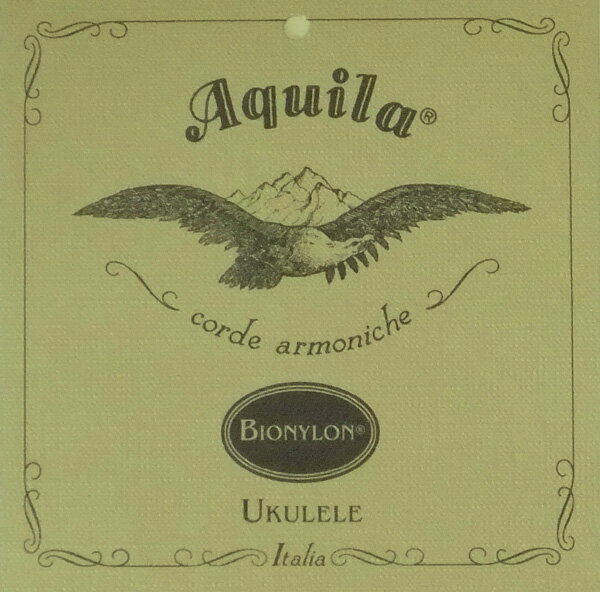 Aquila®
corde armoniche
BIONYLON®
UKULELE
Italia